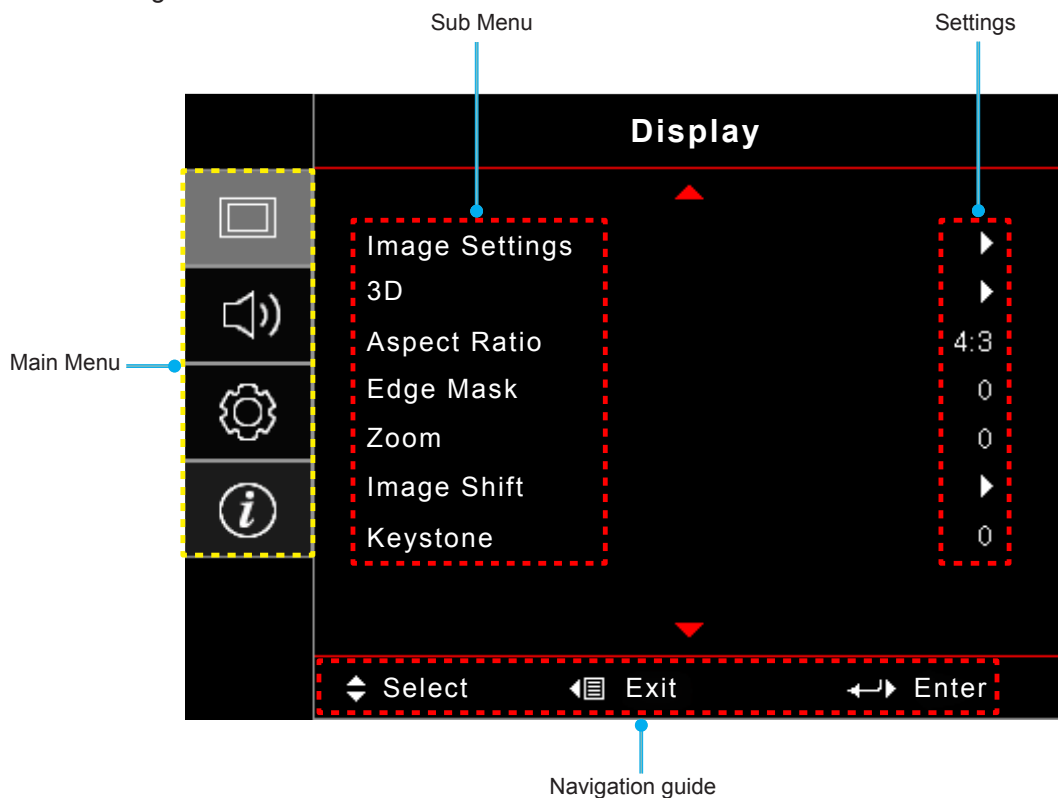 Sub Menu Settings
Display
Image Settings
3D
Aspect Ratio 4:3
Main Menu
Edge Mask 0
Zoom 0
Image Shift
Keystone 0
Select Exit Enter
Navigation guide